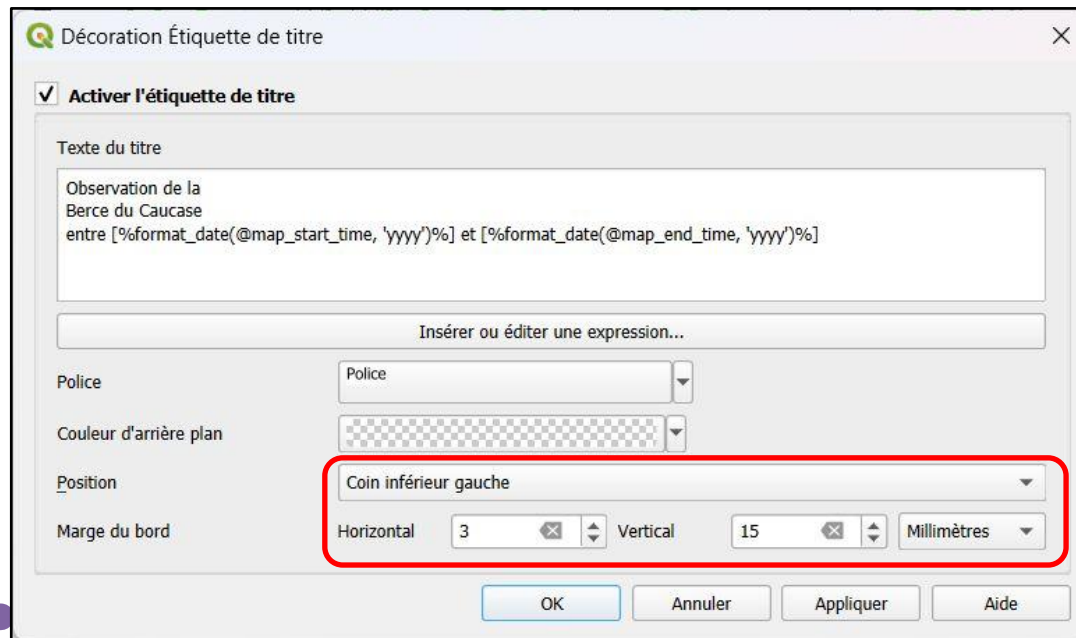 Décoration Étiquette de titre
Activer l'étiquette de titre
Texte du titre
Observation de la
Berce du Caucase
entre [%format_date(@map_start_time, 'yyyy')%] et [%format_date(@map_end_time, 'yyyy')%]
Insérer ou éditer une expression...
Police Police
Couleur d'arrière plan
Position Coin inférieur gauche
Marge du bord Horizontal 3 Vertical 15 Millimètres
OK Annuler Appliquer Aide